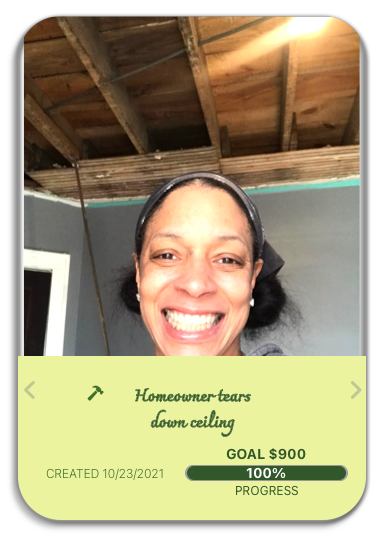 Homeowner tears
down ceiling
GOAL $900
CREATED 10/23/2021
100%
PROGRESS